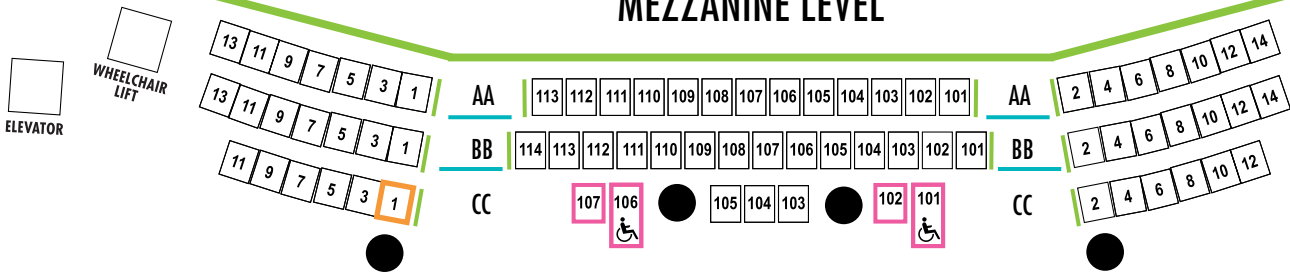 MEZZANINE LEVEL
WHEELCHAIR
LIFT
ELEVATOR
13 11 9 7 5 3 1 AA 113 112 111 110 109 108 107 106 105 104 103 102 101 AA 2 4 6 8 10 12 14
13 11 9 7 5 3 1 BB 114 113 112 111 110 109 108 107 106 105 104 103 102 101 BB 2 4 6 8 10 12 14
11 9 7 5 3 1 CC 107 106 105 104 103 102 101 CC 2 4 6 8 10 12